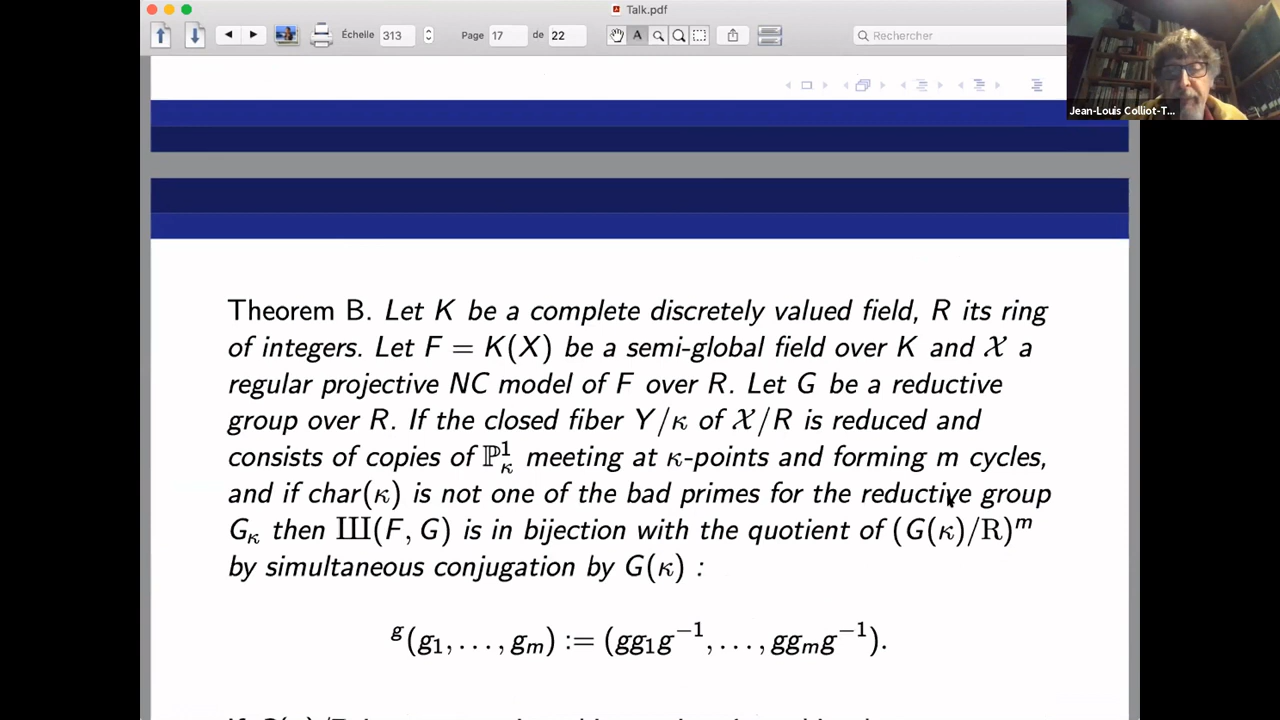 Talk.pdf
Échelle 313 Page 17 de 22 Rechercher
Jean-Louis Colliot-T...
Theorem B. Let K be a complete discretely valued field, R its ring
of integers. Let F = K(X) be a semi-global field over K and 𝒳 a
regular projective NC model of F over R. Let G be a reductive
group over R. If the closed fiber Y/κ of 𝒳/R is reduced and
consists of copies of ℙ¹_κ meeting at κ-points and forming m cycles,
and if char(κ) is not one of the bad primes for the reductive group
G_κ then Ш(F, G) is in bijection with the quotient of (G(κ)/R)^m
by simultaneous conjugation by G(κ) :
^g(g₁, . . . , g_m) := (gg₁g⁻¹, . . . , gg_mg⁻¹).